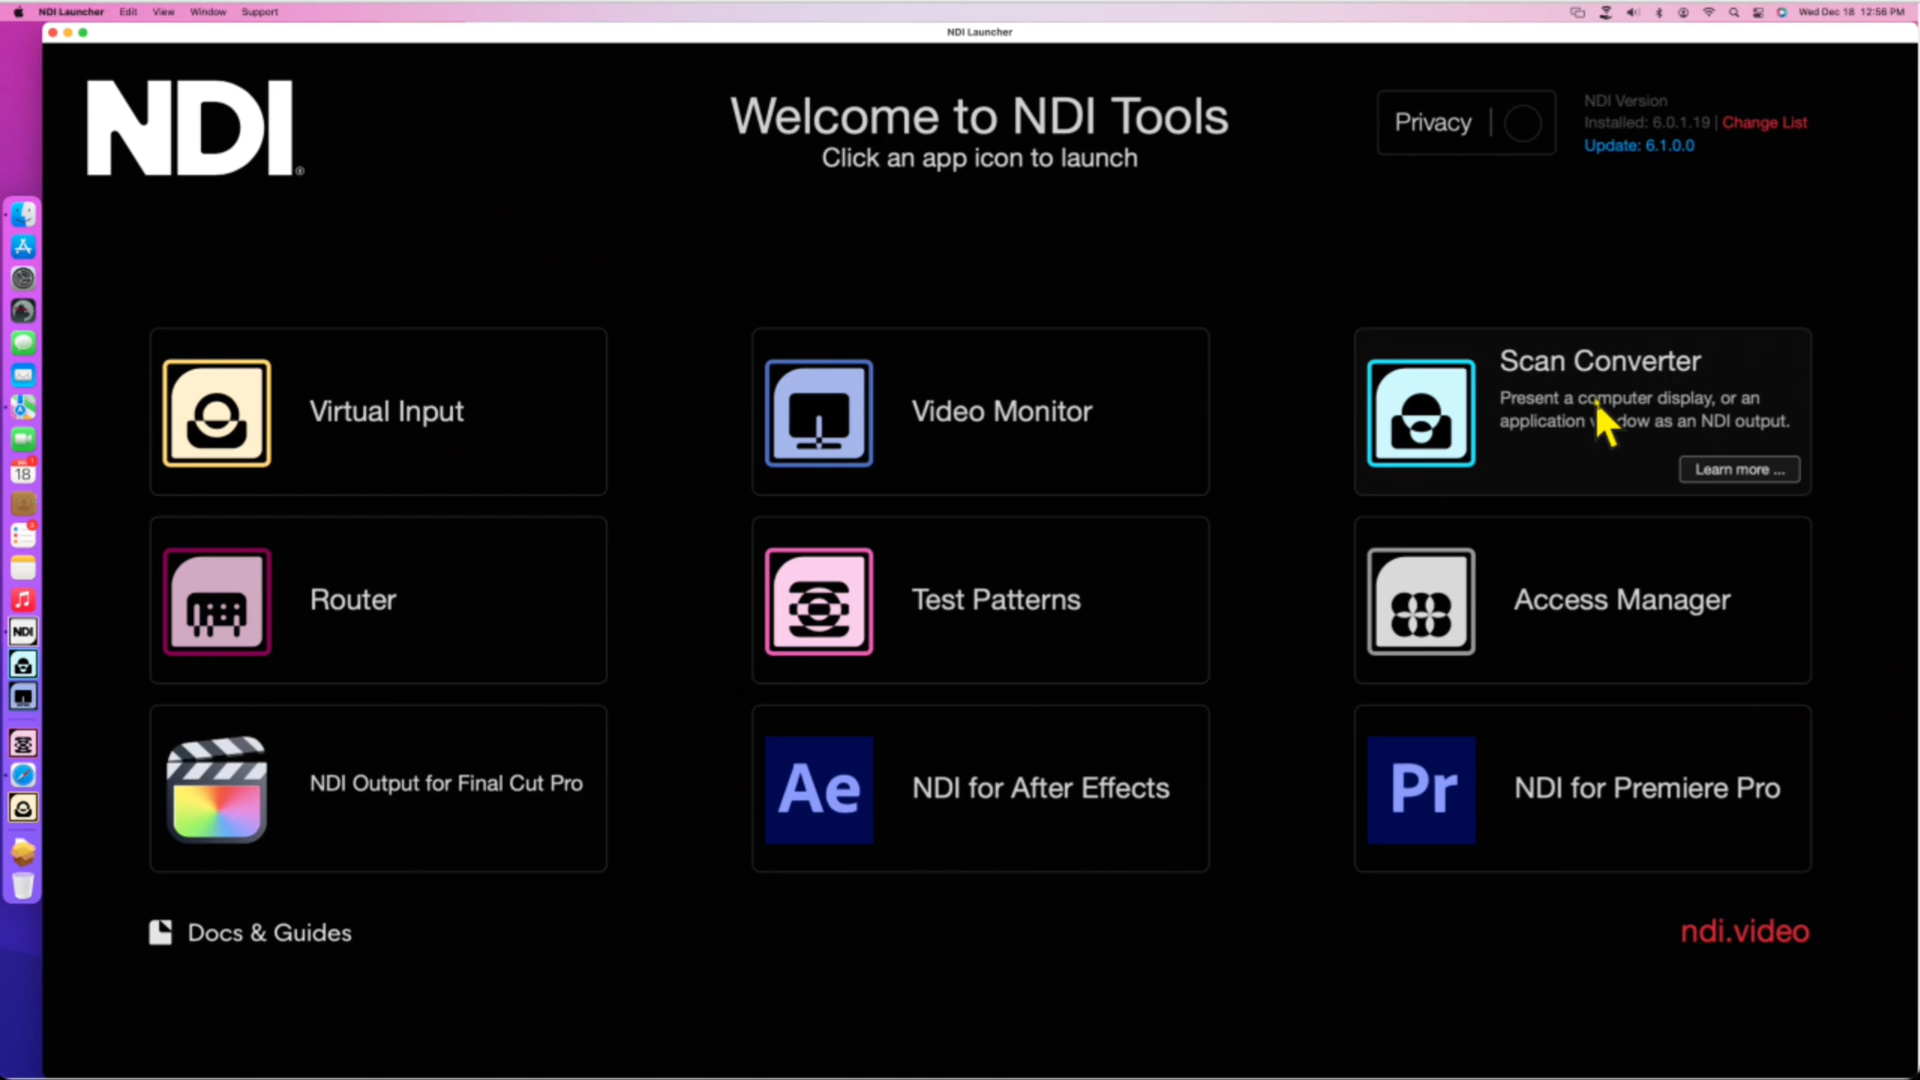 NDI Launcher Edit View Window Support
Wed Dec 18 12:56 PM
NDI Launcher
NDI®
Welcome to NDI Tools
Click an app icon to launch
Privacy
NDI Version
Installed: 6.0.1.19 | Change List
Update: 6.1.0.0
Virtual Input
Video Monitor
Scan Converter
Present a computer display, or an
application window as an NDI output.
Learn more ...
Router
Test Patterns
Access Manager
NDI Output for Final Cut Pro
Ae
NDI for After Effects
Pr
NDI for Premiere Pro
Docs & Guides
ndi.video
18
NDI